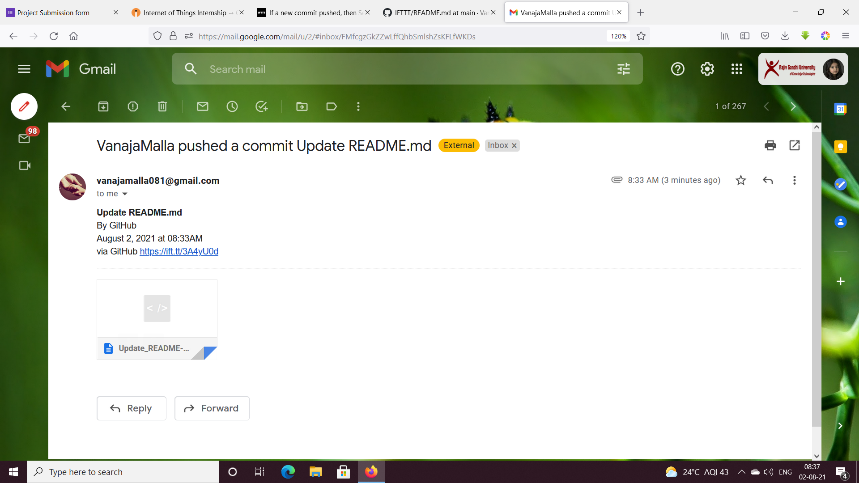 Project Submission form
Internet of Things Internship
If a new commit pushed, then
IFTTT/README.md at main
VanajaMalla pushed a commit
https://mail.google.com/mail/u/2/#inbox/
120%
Gmail
Search mail
Rajiv Gandhi University
98
1 of 267
VanajaMalla pushed a commit Update README.md External Inbox
vanajamalla081@gmail.com
8:33 AM (3 minutes ago)
to me
Update README.md
By GitHub
August 2, 2021 at 08:33AM
via GitHub https://ift.tt/3A4yU0d
</>
Update_README-...
Reply Forward
Type here to search
24°C AQI 43
ENG
08:37
02-08-21
4